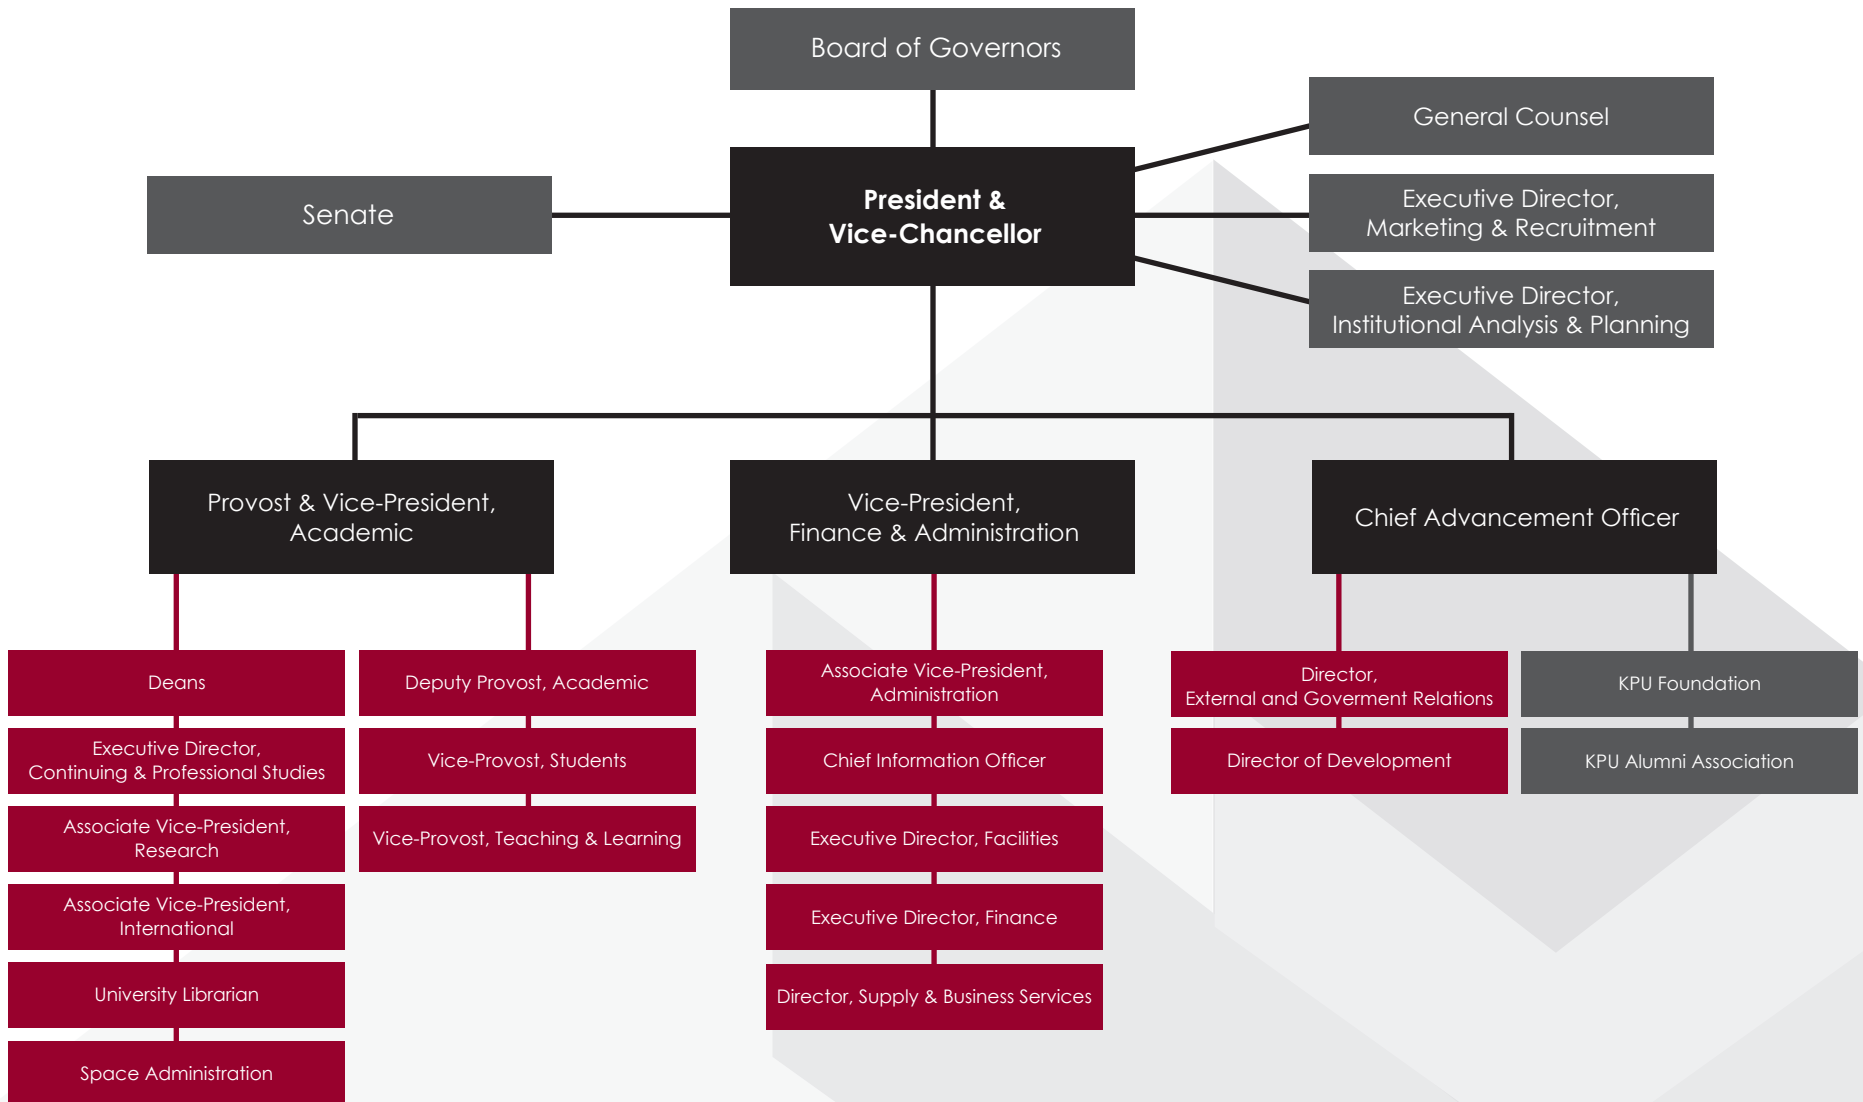 Board of Governors
General Counsel
Senate
President &
Vice-Chancellor
Executive Director,
Marketing & Recruitment
Executive Director,
Institutional Analysis & Planning
Provost & Vice-President,
Academic
Vice-President,
Finance & Administration
Chief Advancement Officer
Deans
Executive Director,
Continuing & Professional Studies
Associate Vice-President,
Research
Associate Vice-President,
International
University Librarian
Space Administration
Deputy Provost, Academic
Vice-Provost, Students
Vice-Provost, Teaching & Learning
Associate Vice-President,
Administration
Chief Information Officer
Executive Director, Facilities
Executive Director, Finance
Director, Supply & Business Services
Director,
External and Goverment Relations
Director of Development
KPU Foundation
KPU Alumni Association